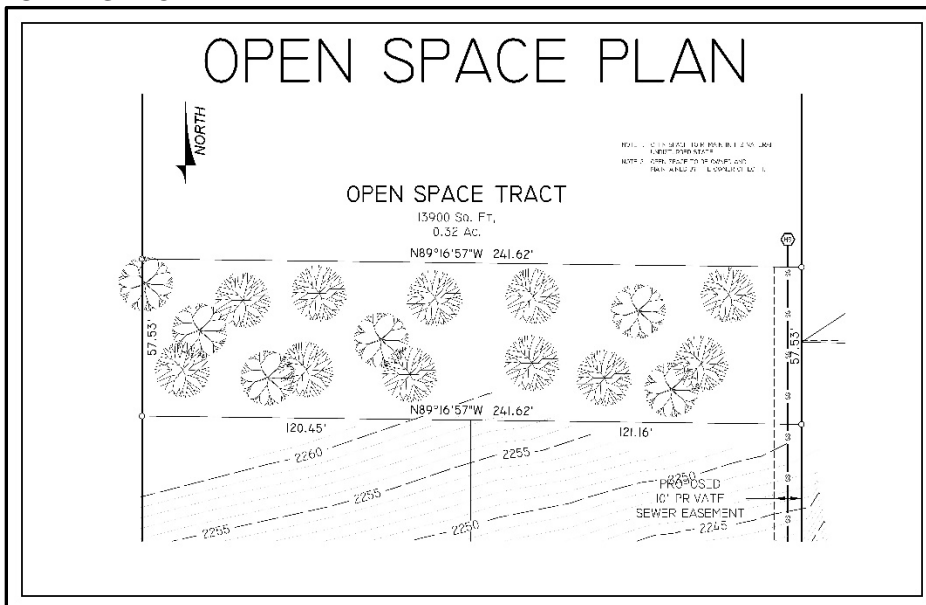 OPEN SPACE PLAN
NORTH
OPEN SPACE TRACT
13900 SQ. FT,
0.32 Ac.
N89°16'57"W 241.62'
57.53'
57.53'
N89°16'57"W 241.62'
120.45'
121.16'
2260
2255
2250
2255
2250
2245
PROPOSED
10' PRIVATE
SEWER EASEMENT